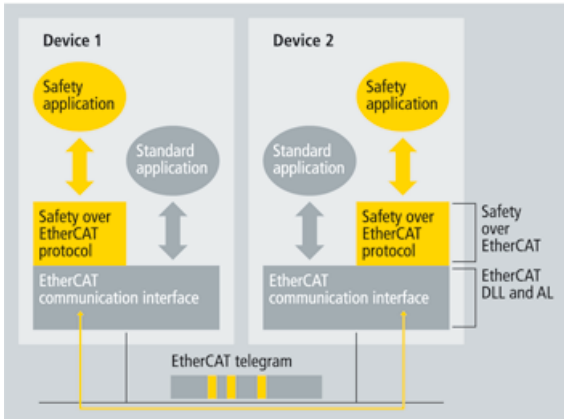 Device 1
Safety
application
Standard
application
Safety over
EtherCAT
protocol
EtherCAT
communication interface
Device 2
Safety
application
Standard
application
Safety over
EtherCAT
protocol
EtherCAT
communication interface
Safety
over
EtherCAT
EtherCAT
DLL and AL
EtherCAT telegram